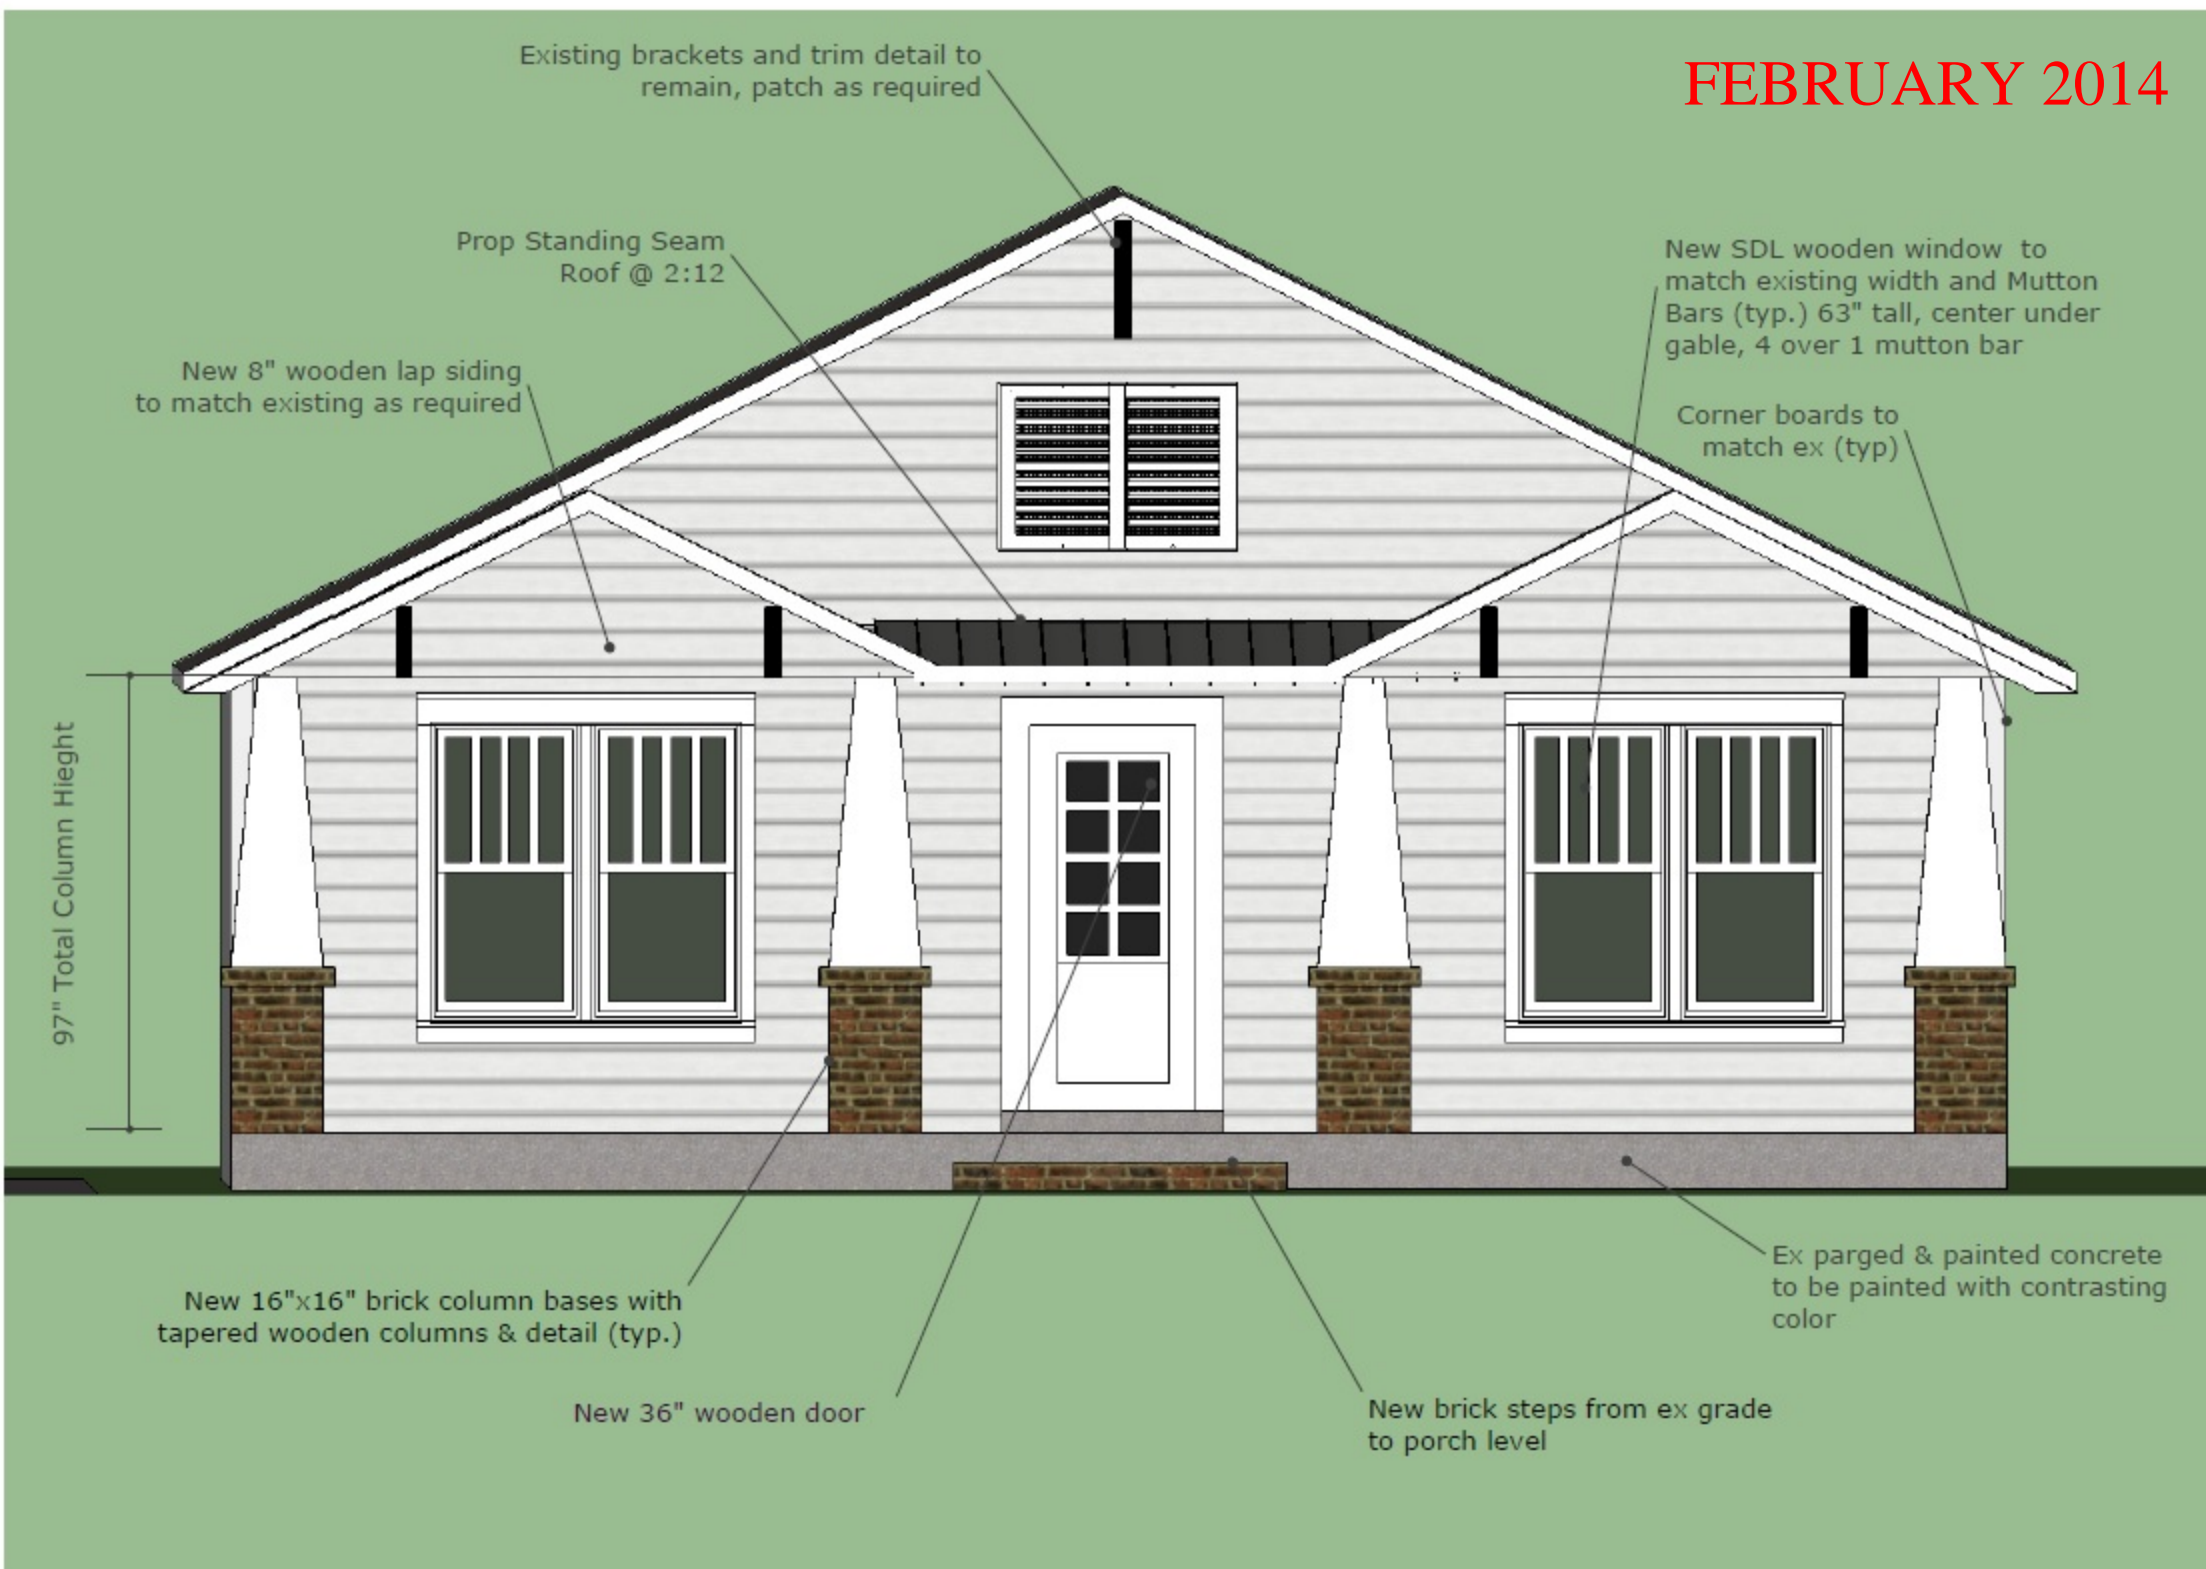 Existing brackets and trim detail to
remain, patch as required
FEBRUARY 2014
Prop Standing Seam
Roof @ 2:12
New SDL wooden window to
match existing width and Mutton
Bars (typ.) 63" tall, center under
gable, 4 over 1 mutton bar
New 8" wooden lap siding
to match existing as required
Corner boards to
match ex (typ)
97" Total Column Hieght
Ex parged & painted concrete
to be painted with contrasting
color
New 16"x16" brick column bases with
tapered wooden columns & detail (typ.)
New 36" wooden door
New brick steps from ex grade
to porch level